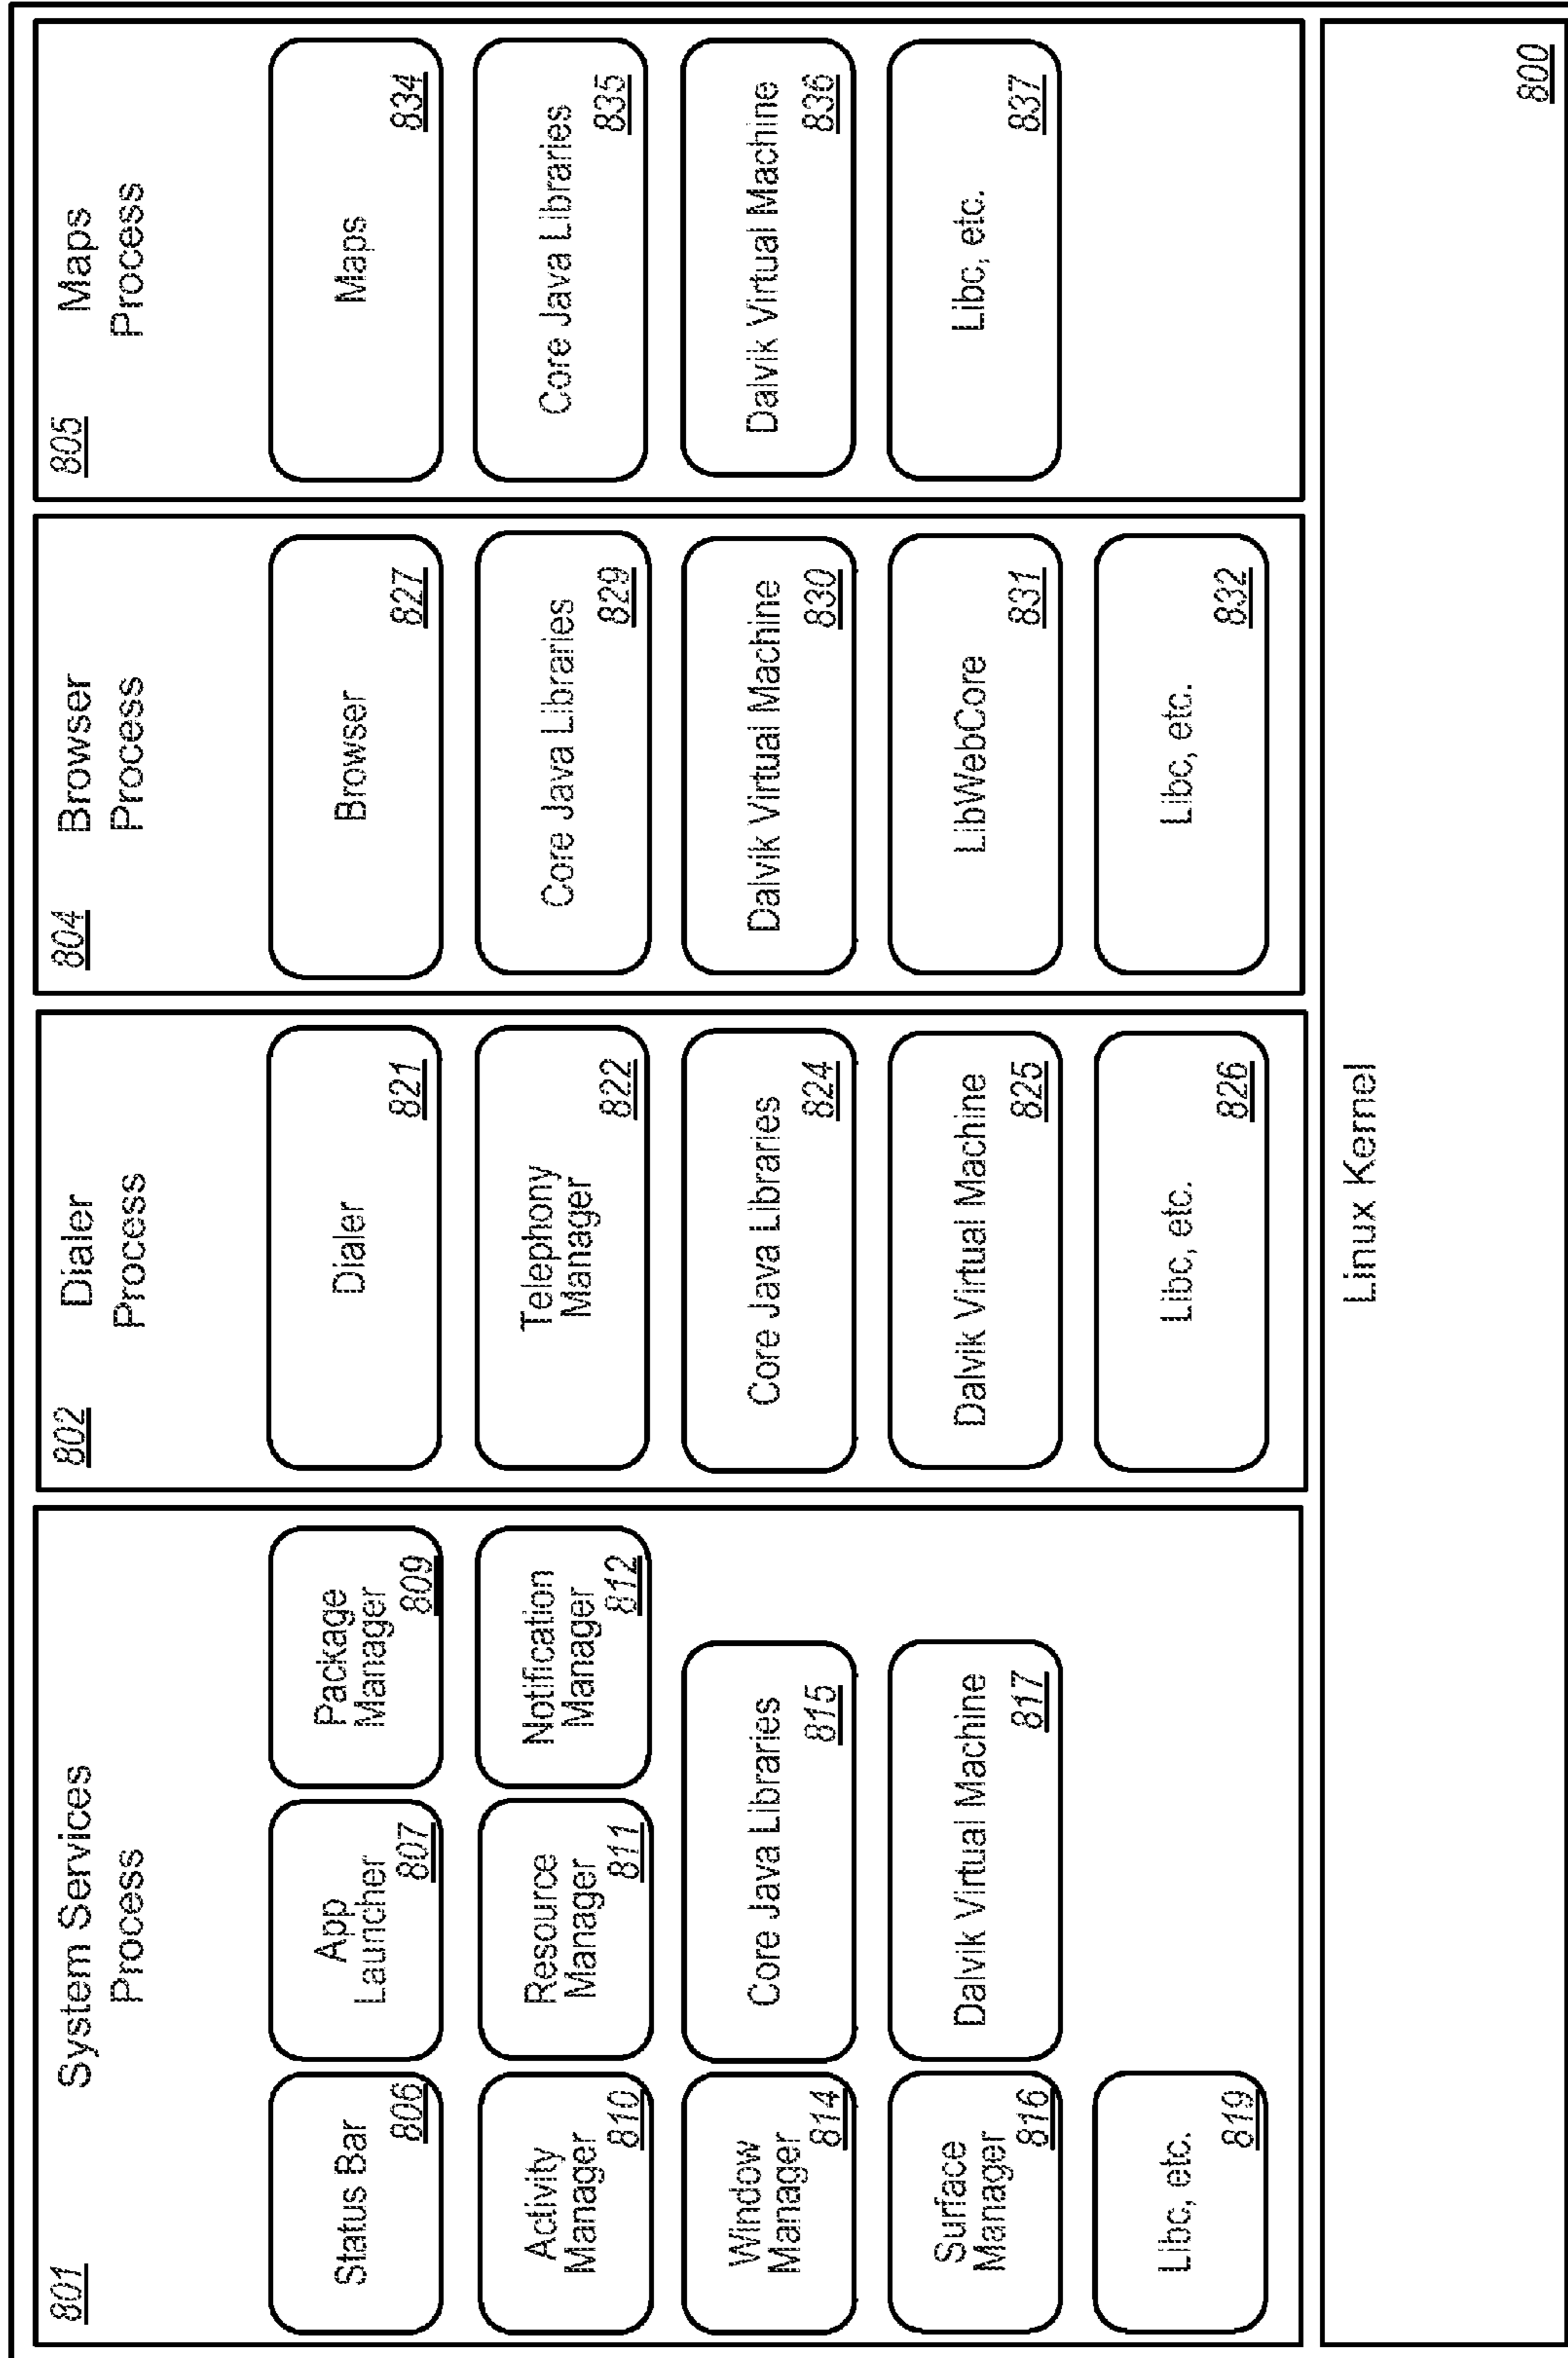 801
System Services
Process
Status Bar
806
App
Launcher
807
Package
Manager
809
Activity
Manager
810
Resource
Manager
811
Notification
Manager
812
Window
Manager
814
Core Java Libraries
815
Surface
Manager
816
Dalvik Virtual Machine
817
Libc, etc.
819
802
Dialer
Process
Dialer
821
Telephony
Manager
822
Core Java Libraries
824
Dalvik Virtual Machine
825
Libc, etc.
826
804
Browser
Process
Browser
827
Core Java Libraries
829
Dalvik Virtual Machine
830
LibWebCore
831
Libc, etc.
832
805
Maps
Process
Maps
834
Core Java Libraries
835
Dalvik Virtual Machine
836
Libc, etc.
837
Linux Kernel
800